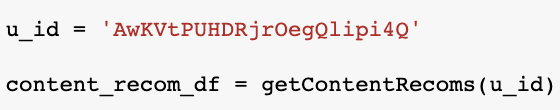 u_id = 'AwKVtPUHDRjrOegQlipi4Q'
content_recom_df = getContentRecoms(u_id)